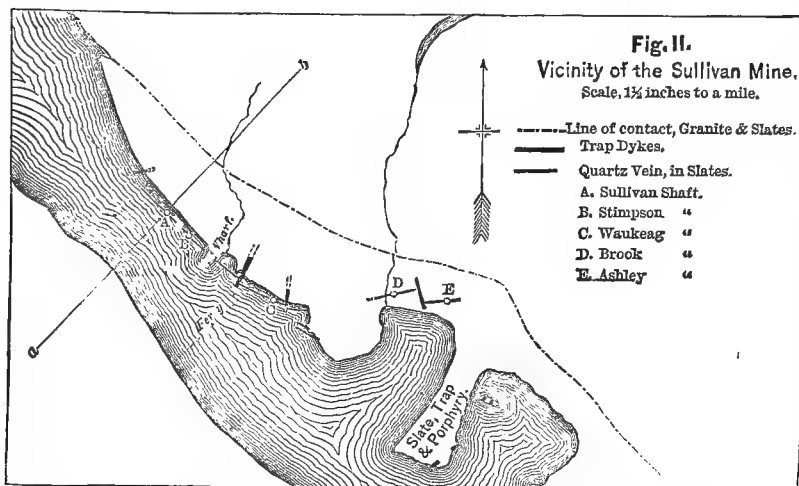 Fig. II.
Vicinity of the Sullivan Mine.
Scale, 1½ inches to a mile.
Line of contact, Granite & Slates.
Trap Dykes.
Quartz Vein, in Slates.
A. Sullivan Shaft.
B. Stimpson "
C. Waukeag "
D. Brook "
E. Ashley "
b
A
B
Wharf.
C
D
E
Ferry
a
Slate, Trap
& Porphyry.